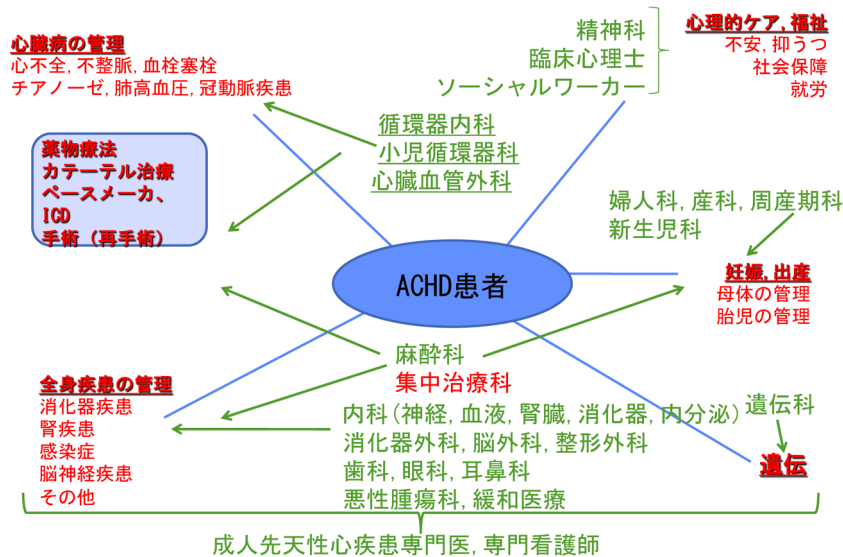 心臓病の管理
心不全, 不整脈, 血栓塞栓
チアノーゼ, 肺高血圧, 冠動脈疾患
精神科
臨床心理士
ソーシャルワーカー
心理的ケア, 福祉
不安, 抑うつ
社会保障
就労
循環器内科
小児循環器科
心臓血管外科
薬物療法
カテーテル治療
ペースメーカ、
ICD
手術（再手術）
婦人科, 産科, 周産期科
新生児科
ACHD患者
妊娠, 出産
母体の管理
胎児の管理
麻酔科
集中治療科
全身疾患の管理
消化器疾患
腎疾患
感染症
脳神経疾患
その他
内科(神経, 血液, 腎臓, 消化器, 内分泌)
消化器外科, 脳外科, 整形外科
歯科, 眼科, 耳鼻科
悪性腫瘍科, 緩和医療
遺伝科
遺伝
成人先天性心疾患専門医, 専門看護師